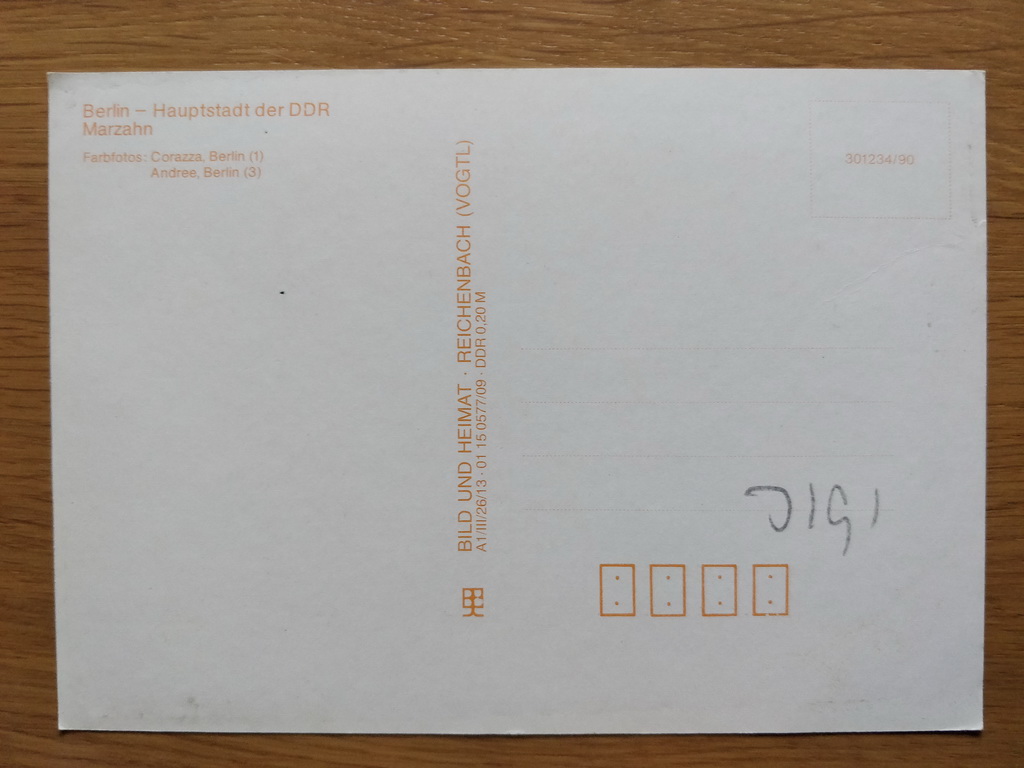 Berlin – Hauptstadt der DDR
Marzahn
Farbfotos: Corazza, Berlin (1)
Andree, Berlin (3)
BILD UND HEIMAT · REICHENBACH (VOGTL)
A1/III/26/13 · 01 15 0577/09 · DDR 0,20 M
301234/90